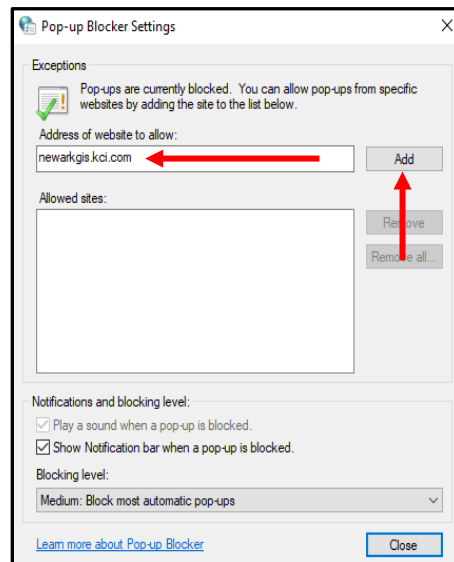 Pop-up Blocker Settings
Exceptions
Pop-ups are currently blocked. You can allow pop-ups from specific
websites by adding the site to the list below.
Address of website to allow:
newarkgis.kci.com
Add
Allowed sites:
Remove
Remove all...
Notifications and blocking level:
Play a sound when a pop-up is blocked.
Show Notification bar when a pop-up is blocked.
Blocking level:
Medium: Block most automatic pop-ups
Learn more about Pop-up Blocker
Close